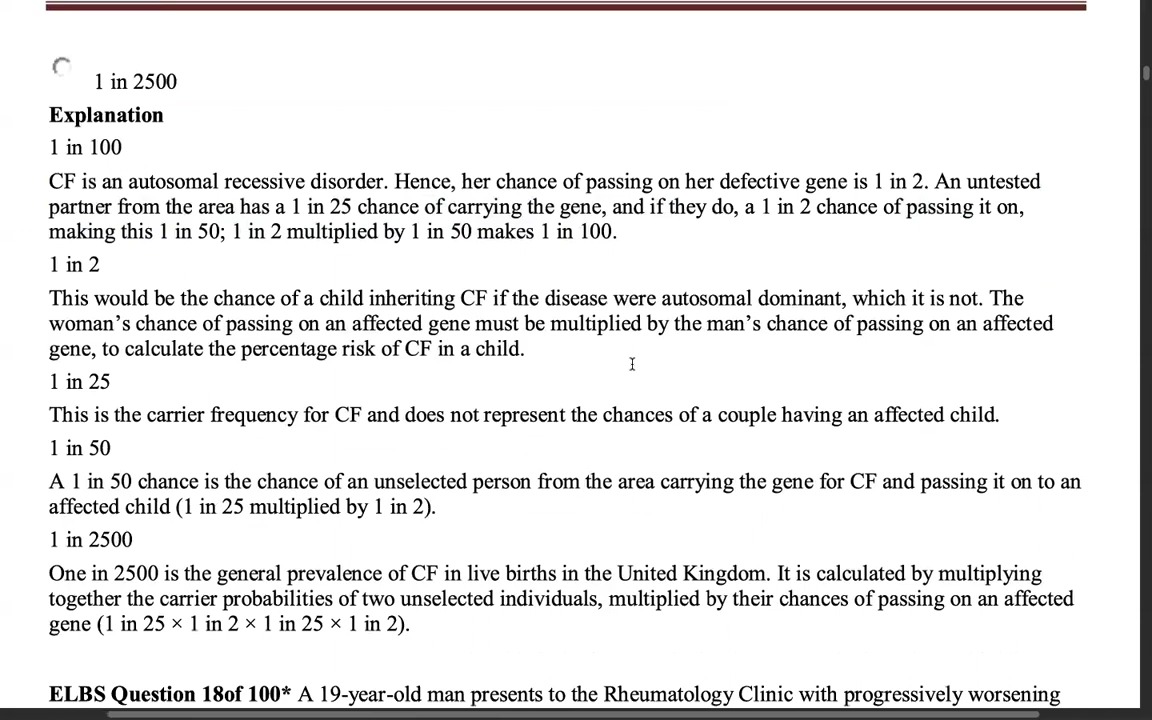 1 in 2500
Explanation
1 in 100
CF is an autosomal recessive disorder. Hence, her chance of passing on her defective gene is 1 in 2. An untested
partner from the area has a 1 in 25 chance of carrying the gene, and if they do, a 1 in 2 chance of passing it on,
making this 1 in 50; 1 in 2 multiplied by 1 in 50 makes 1 in 100.
1 in 2
This would be the chance of a child inheriting CF if the disease were autosomal dominant, which it is not. The
woman’s chance of passing on an affected gene must be multiplied by the man’s chance of passing on an affected
gene, to calculate the percentage risk of CF in a child.
1 in 25
This is the carrier frequency for CF and does not represent the chances of a couple having an affected child.
1 in 50
A 1 in 50 chance is the chance of an unselected person from the area carrying the gene for CF and passing it on to an
affected child (1 in 25 multiplied by 1 in 2).
1 in 2500
One in 2500 is the general prevalence of CF in live births in the United Kingdom. It is calculated by multiplying
together the carrier probabilities of two unselected individuals, multiplied by their chances of passing on an affected
gene (1 in 25 × 1 in 2 × 1 in 25 × 1 in 2).
ELBS Question 18of 100* A 19-year-old man presents to the Rheumatology Clinic with progressively worsening